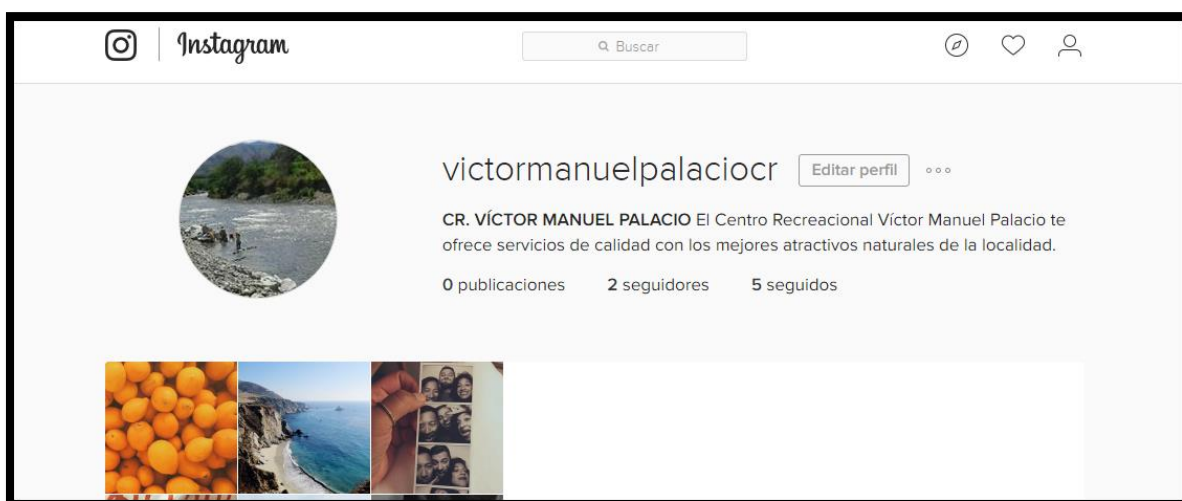 Instagram
Buscar
victormanuelpalaciocr Editar perfil
CR. VÍCTOR MANUEL PALACIO El Centro Recreacional Víctor Manuel Palacio te
ofrece servicios de calidad con los mejores atractivos naturales de la localidad.
0 publicaciones 2 seguidores 5 seguidos